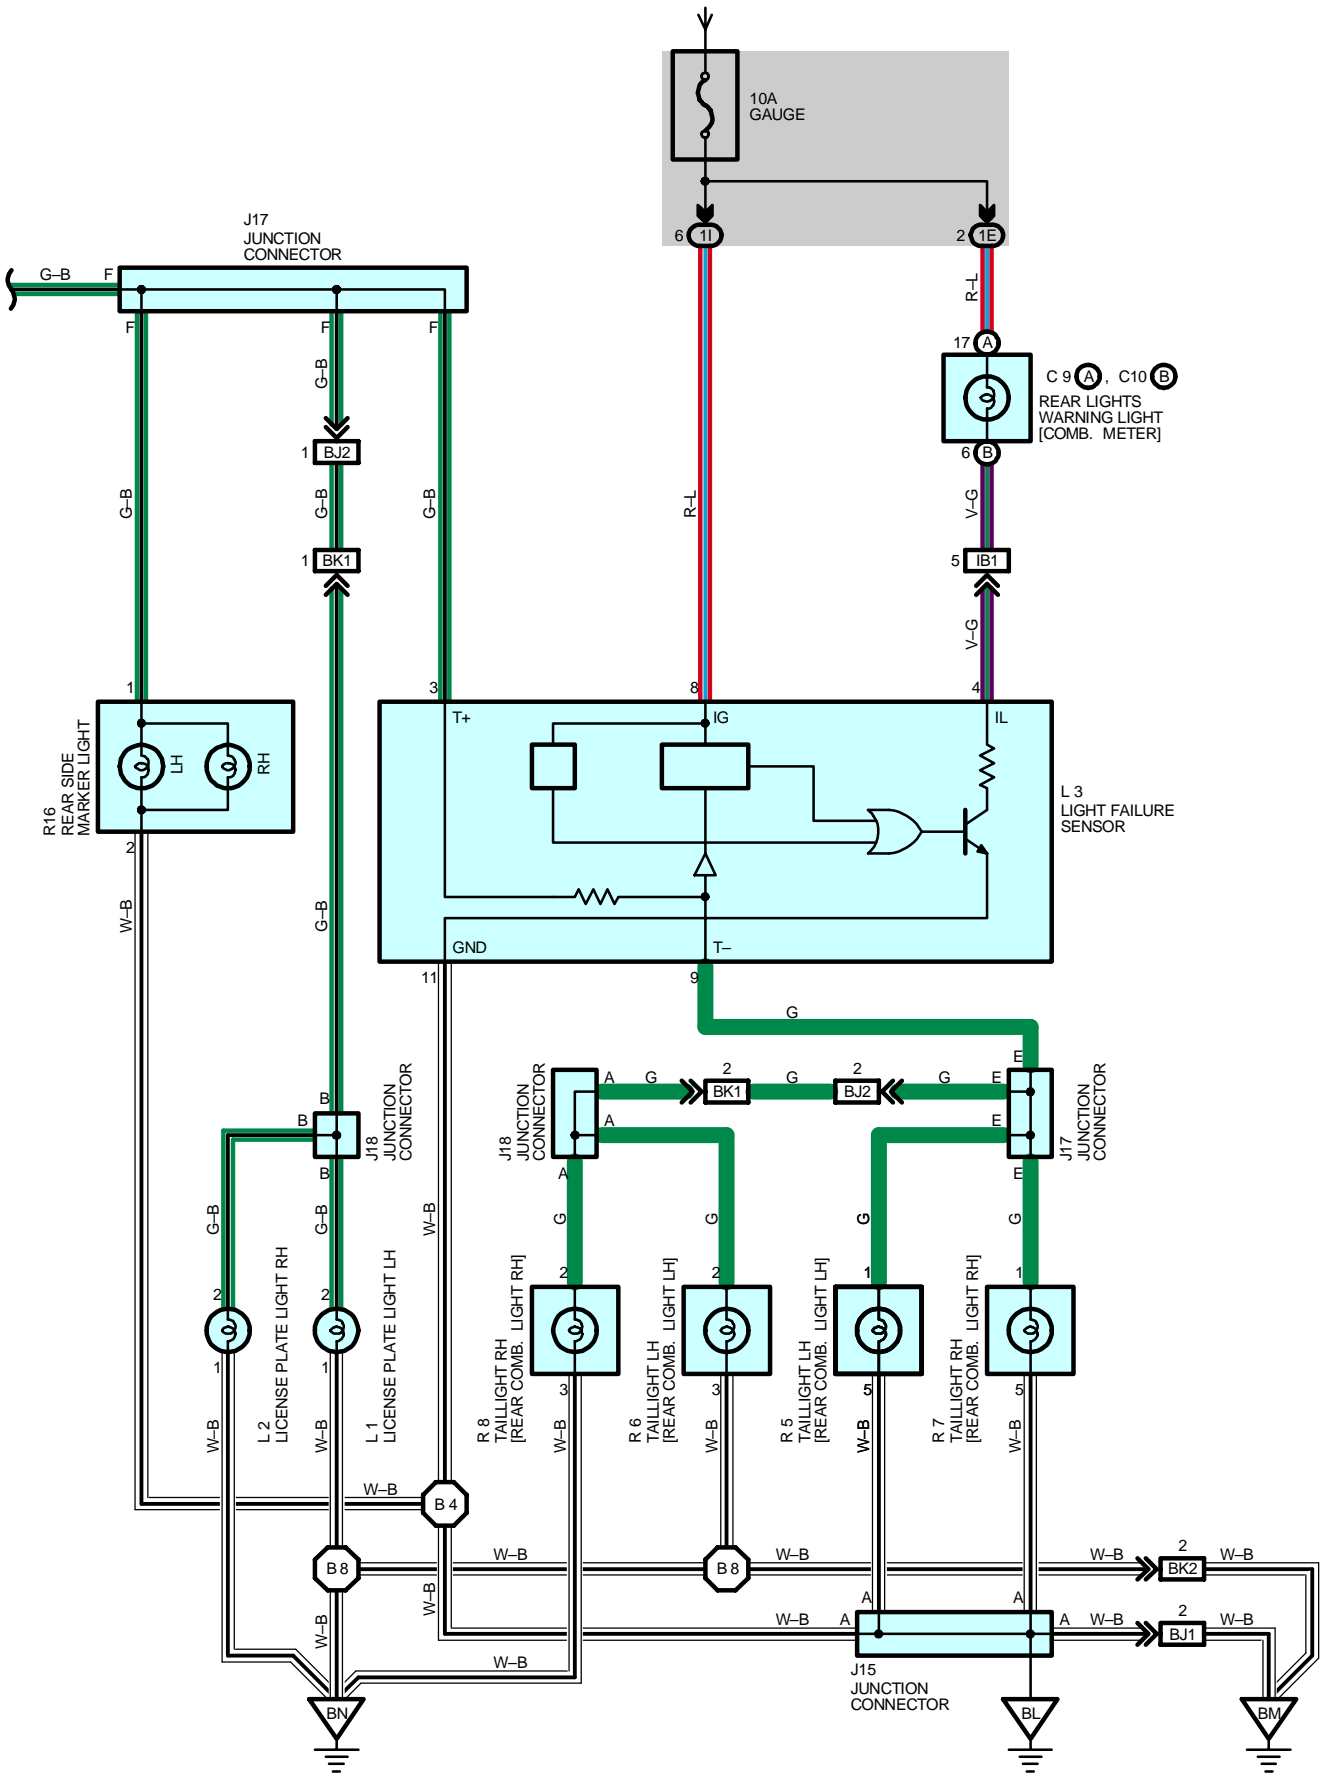 10A
GAUGE
J17
JUNCTION
CONNECTOR
6
1I
2
1E
G–B
F
R–L
F
F
F
G–B
17
A
C 9 A , C10 B
REAR LIGHTS
WARNING LIGHT
[COMB. METER]
1
BJ2
6
B
G–B
G–B
G–B
R–L
V–G
1
BK1
5
IB1
V–G
1
3
8
4
T+
IG
IL
R16
REAR SIDE
MARKER LIGHT
LH
RH
L 3
LIGHT FAILURE
SENSOR
2
W–B
G–B
GND
T–
11
9
G
E
J18
JUNCTION
CONNECTOR
A
G
2
BK1
G
2
BJ2
G
E
J17
JUNCTION
CONNECTOR
B
B
J18
JUNCTION
CONNECTOR
A
E
B
A
E
G–B
G–B
W–B
G
G
G
G
2
2
2
2
1
1
L 2
LICENSE PLATE LIGHT RH
L 1
LICENSE PLATE LIGHT LH
R 8
TAILLIGHT RH
[REAR COMB. LIGHT RH]
R 6
TAILLIGHT LH
[REAR COMB. LIGHT LH]
R 5
TAILLIGHT LH
[REAR COMB. LIGHT LH]
R 7
TAILLIGHT RH
[REAR COMB. LIGHT RH]
1
1
3
3
5
5
W–B
W–B
W–B
W–B
W–B
W–B
W–B
B 4
B 8
W–B
B 8
W–B
W–B
2
BK2
W–B
W–B
W–B
A
A
W–B
A
A
W–B
2
BJ1
W–B
W–B
J15
JUNCTION
CONNECTOR
BN
BL
BM